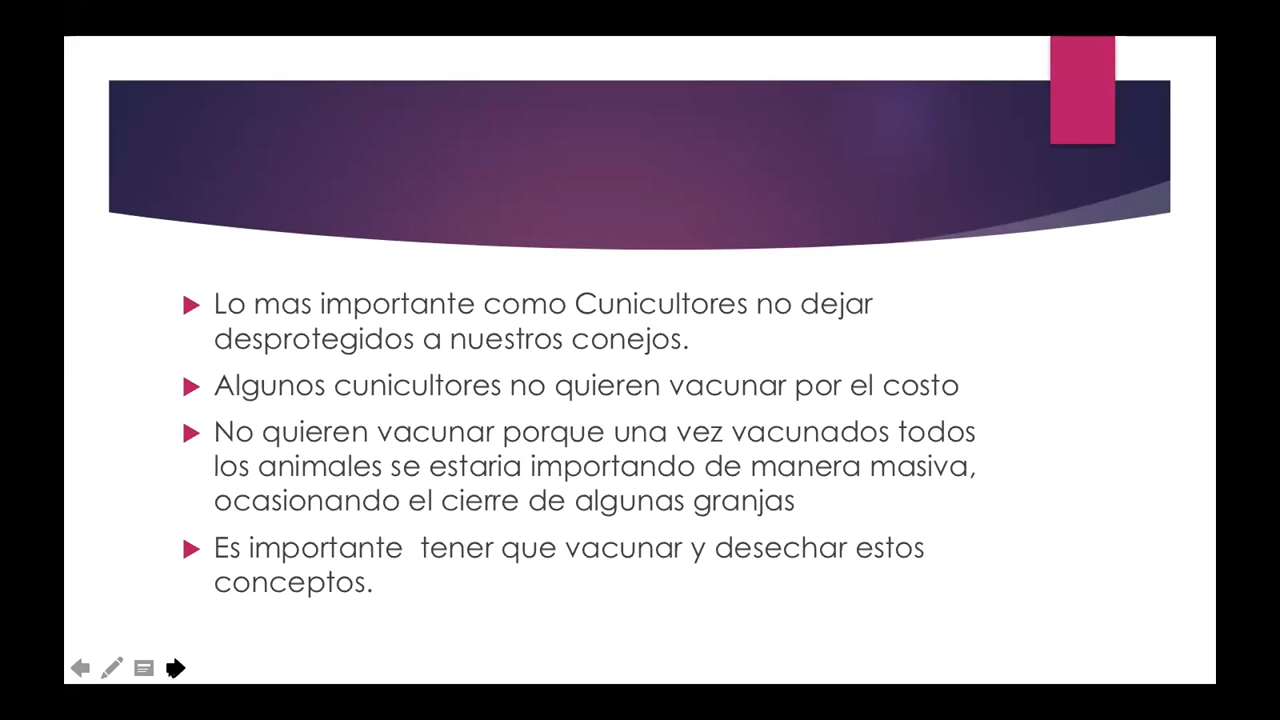 Lo mas importante como Cunicultores no dejar
desprotegidos a nuestros conejos.
Algunos cunicultores no quieren vacunar por el costo
No quieren vacunar porque una vez vacunados todos
los animales se estaria importando de manera masiva,
ocasionando el cierre de algunas granjas
Es importante  tener que vacunar y desechar estos
conceptos.